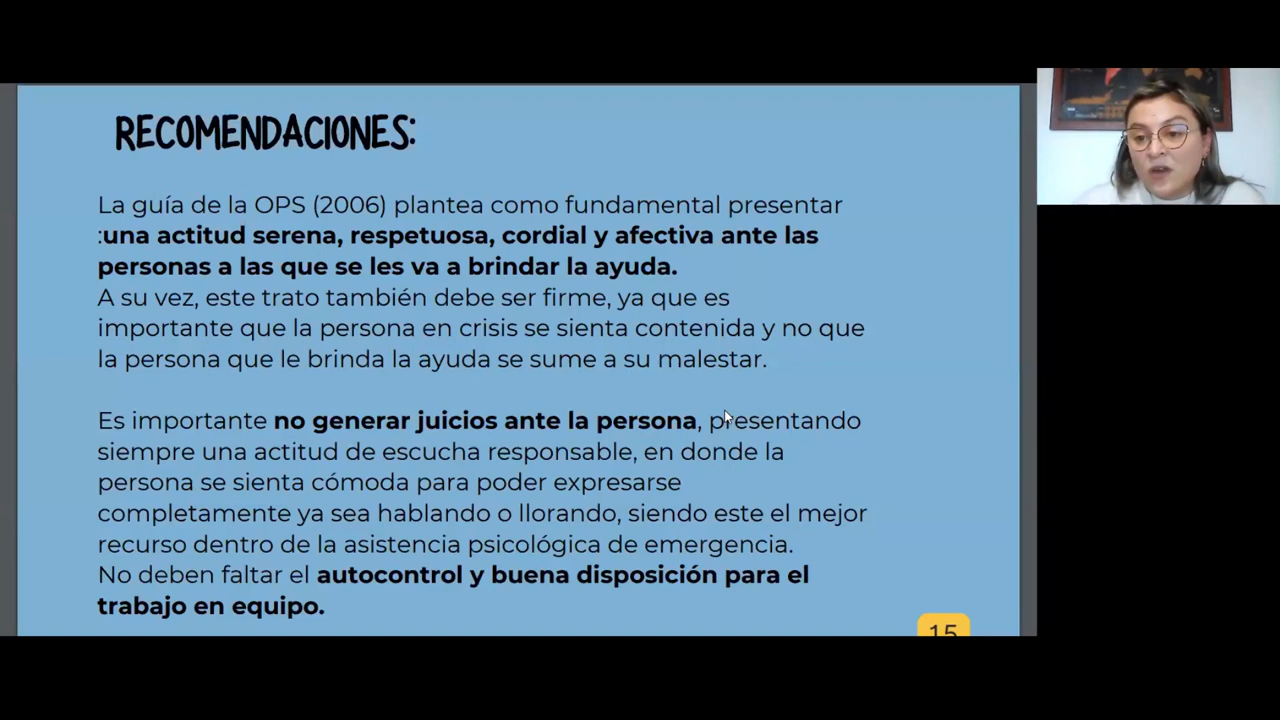 RECOMENDACIONES:
La guía de la OPS (2006) plantea como fundamental presentar
:una actitud serena, respetuosa, cordial y afectiva ante las
personas a las que se les va a brindar la ayuda.
A su vez, este trato también debe ser firme, ya que es
importante que la persona en crisis se sienta contenida y no que
la persona que le brinda la ayuda se sume a su malestar.
Es importante no generar juicios ante la persona, presentando
siempre una actitud de escucha responsable, en donde la
persona se sienta cómoda para poder expresarse
completamente ya sea hablando o llorando, siendo este el mejor
recurso dentro de la asistencia psicológica de emergencia.
No deben faltar el autocontrol y buena disposición para el
trabajo en equipo.
15